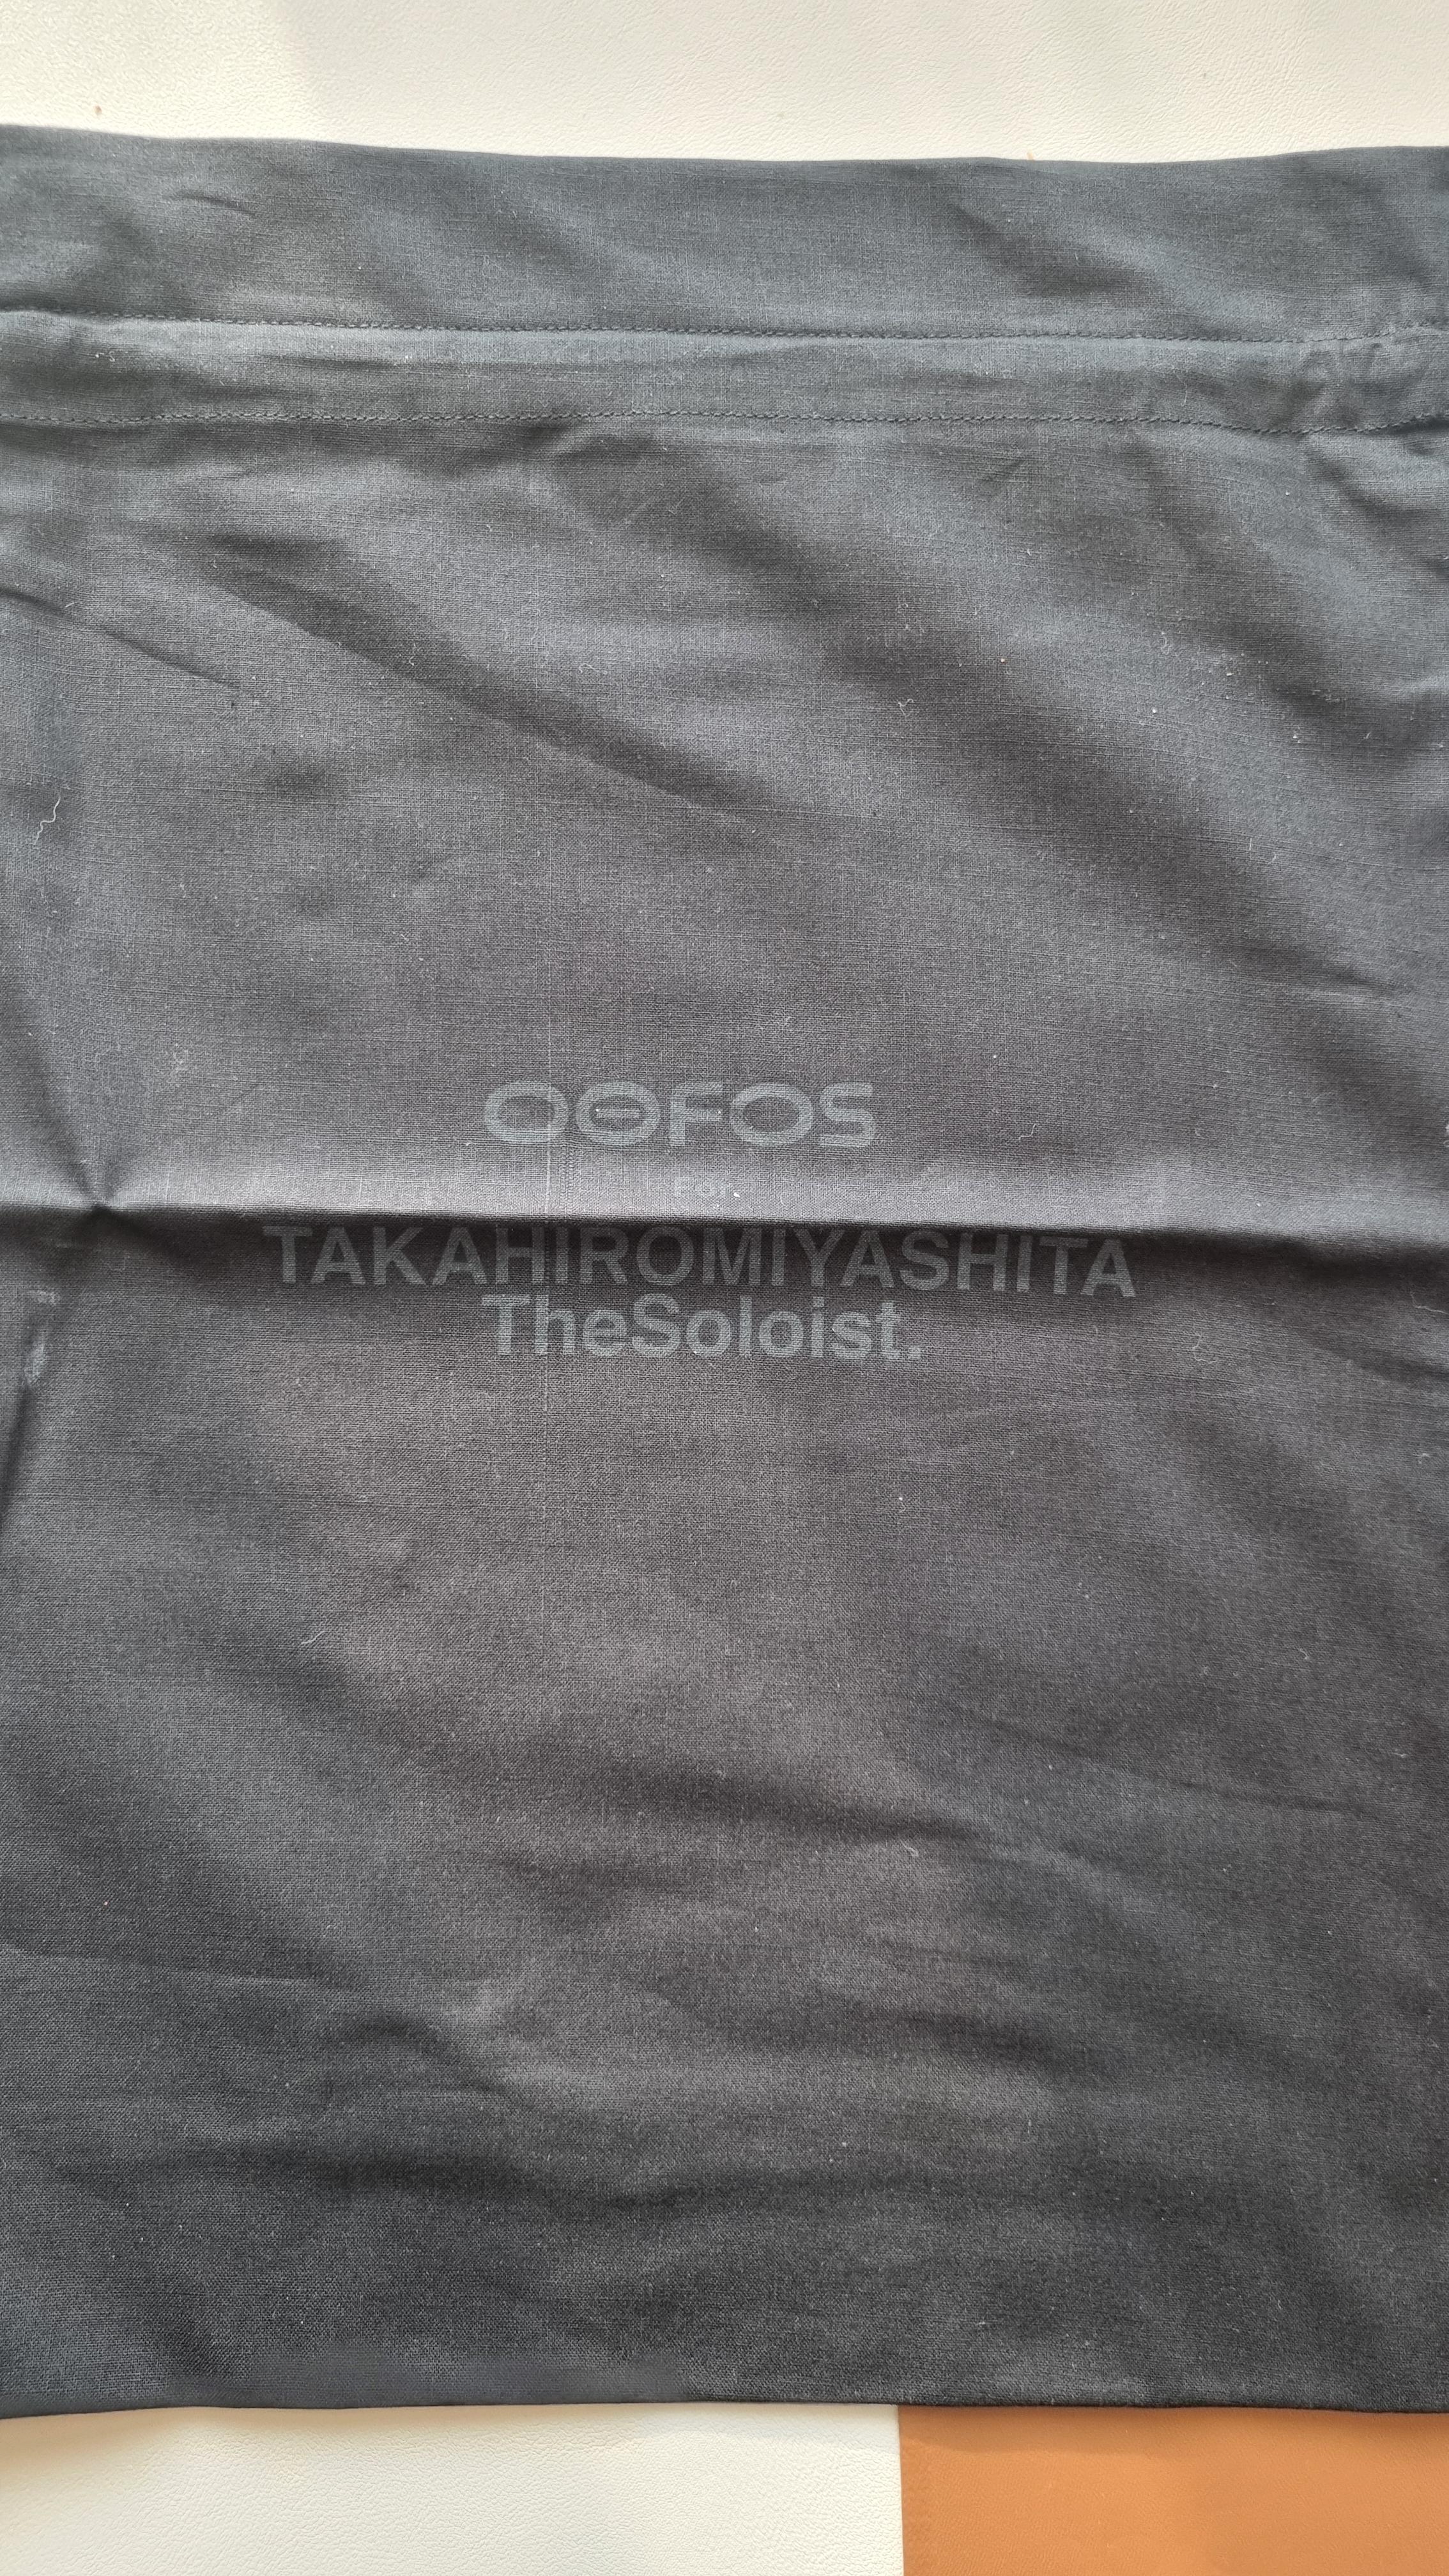 OOFOS
For.
TAKAHIROMIYASHITA
TheSoloist.